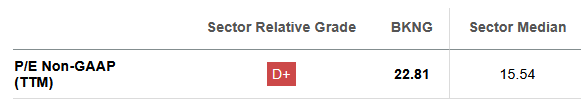 Sector Relative Grade BKNG Sector Median
P/E Non-GAAP
(TTM) D+ 22.81 15.54